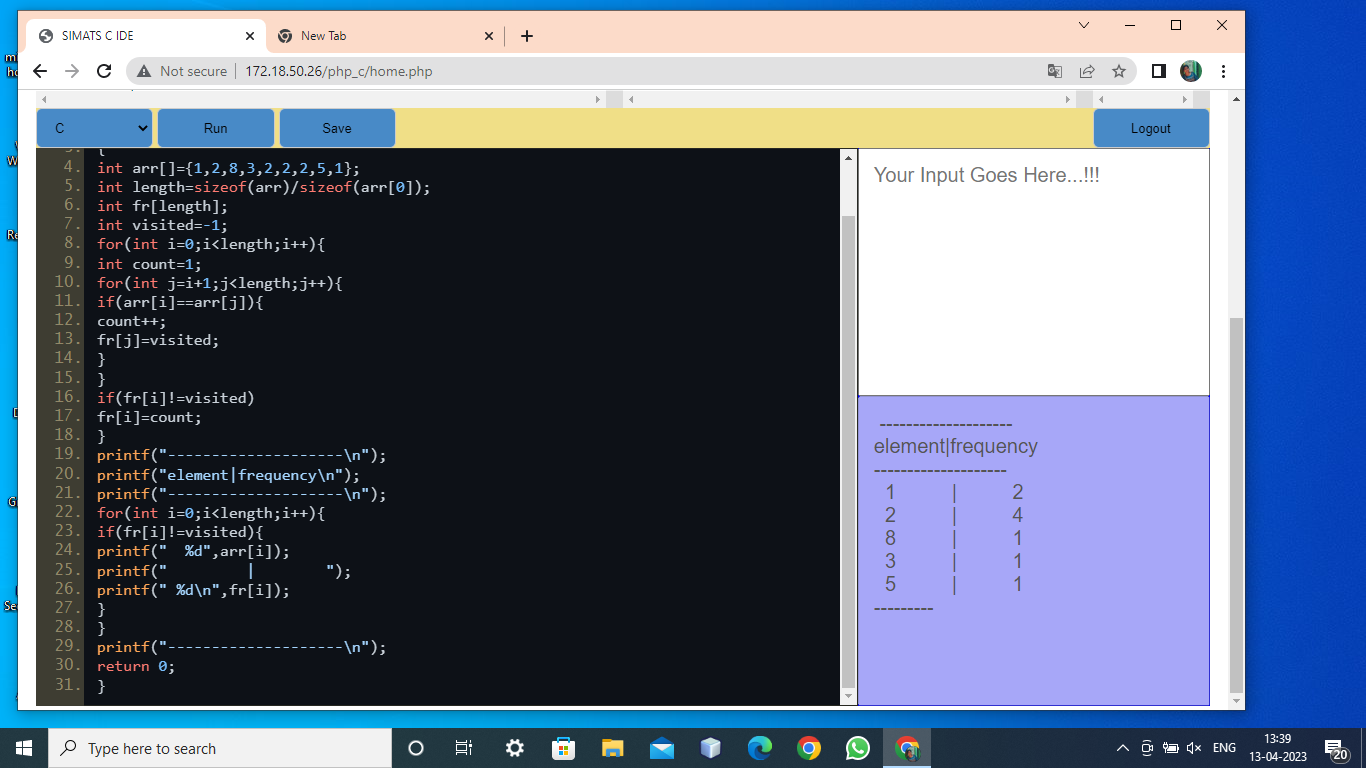 SIMATS C IDE
New Tab
Not secure
172.18.50.26/php_c/home.php
C
Run
Save
Logout
3. {
4. int arr[]={1,2,8,3,2,2,2,5,1};
5. int length=sizeof(arr)/sizeof(arr[0]);
6. int fr[length];
7. int visited=-1;
8. for(int i=0;i<length;i++){
9. int count=1;
10. for(int j=i+1;j<length;j++){
11. if(arr[i]==arr[j]){
12. count++;
13. fr[j]=visited;
14. }
15. }
16. if(fr[i]!=visited)
17. fr[i]=count;
18. }
19. printf("--------------------\n");
20. printf("element|frequency\n");
21. printf("--------------------\n");
22. for(int i=0;i<length;i++){
23. if(fr[i]!=visited){
24. printf("  %d",arr[i]);
25. printf("         |        ");
26. printf(" %d\n",fr[i]);
27. }
28. }
29. printf("--------------------\n");
30. return 0;
31. }
Your Input Goes Here...!!!
--------------------
element|frequency
--------------------
1 | 2
2 | 4
8 | 1
3 | 1
5 | 1
---------
Type here to search
ENG
13:39
13-04-2023
20